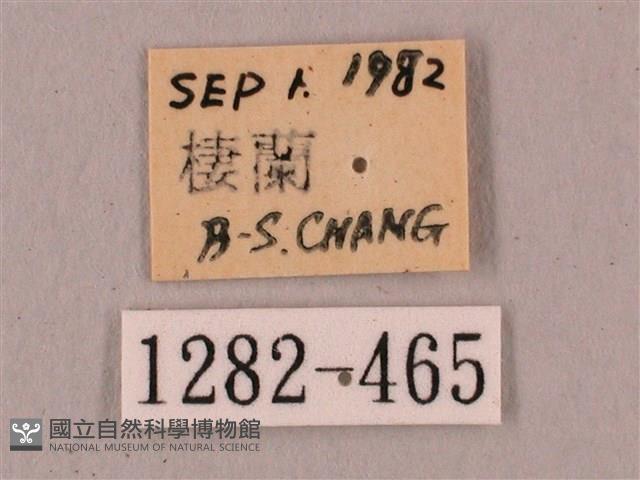 SEP 1. 1982
棲蘭
B-S. CHANG
1282-465
國立自然科學博物館
NATIONAL MUSEUM OF NATURAL SCIENCE